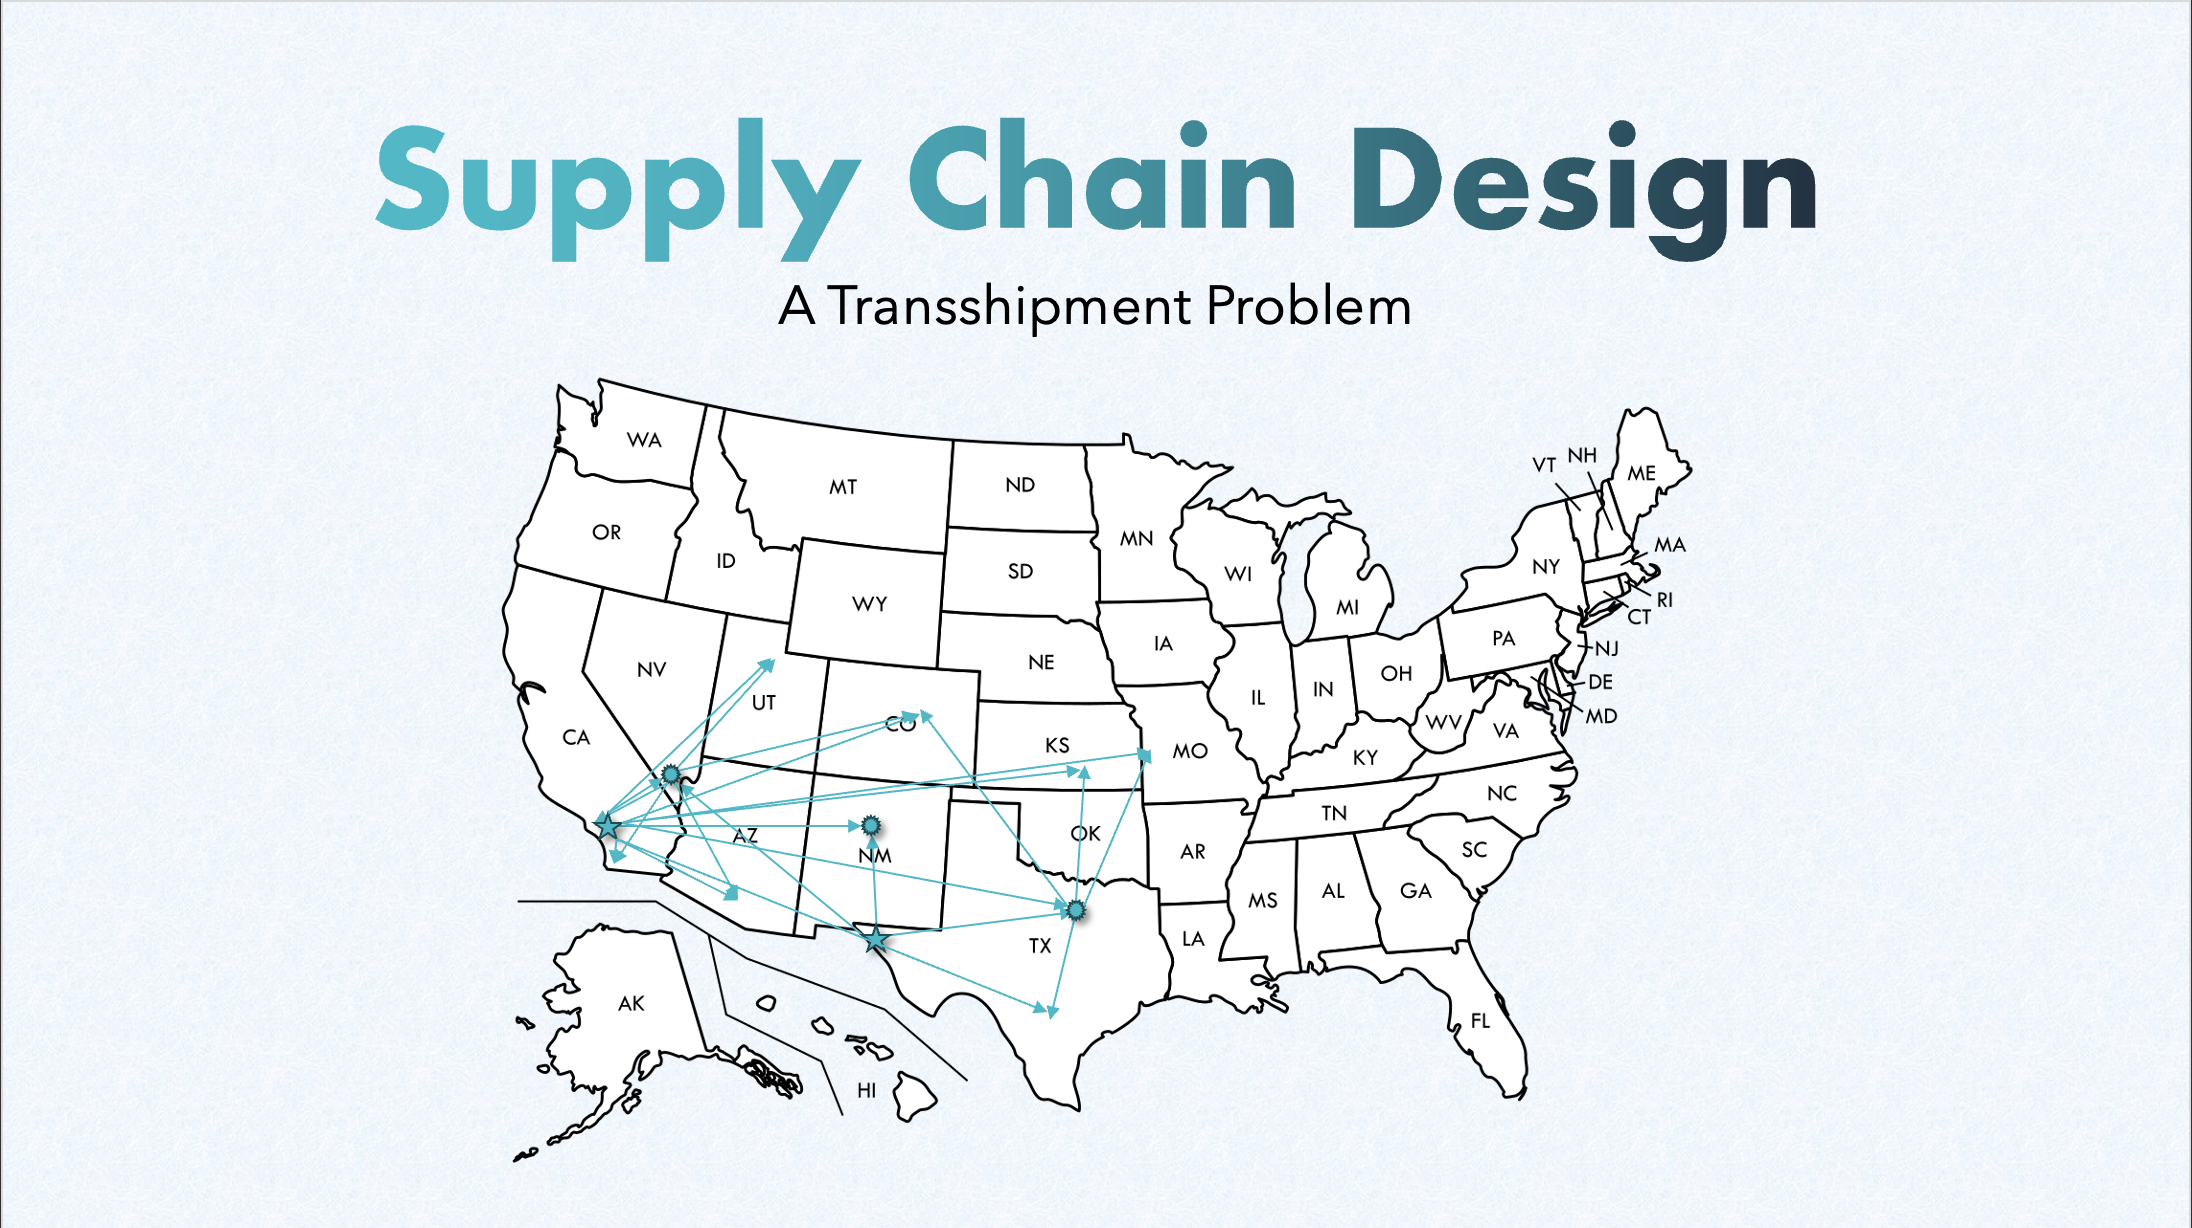 Supply Chain Design
A Transshipment Problem
WA
MT
ND
MN
VT
NH
ME
OR
ID
SD
WI
MI
NY
MA
WY
RI
CT
IA
PA
NJ
NV
NE
OH
DE
UT
IL
IN
MD
CO
WV
VA
CA
KS
MO
KY
NC
TN
AZ
OK
NM
AR
SC
MS
AL
GA
TX
LA
AK
FL
HI